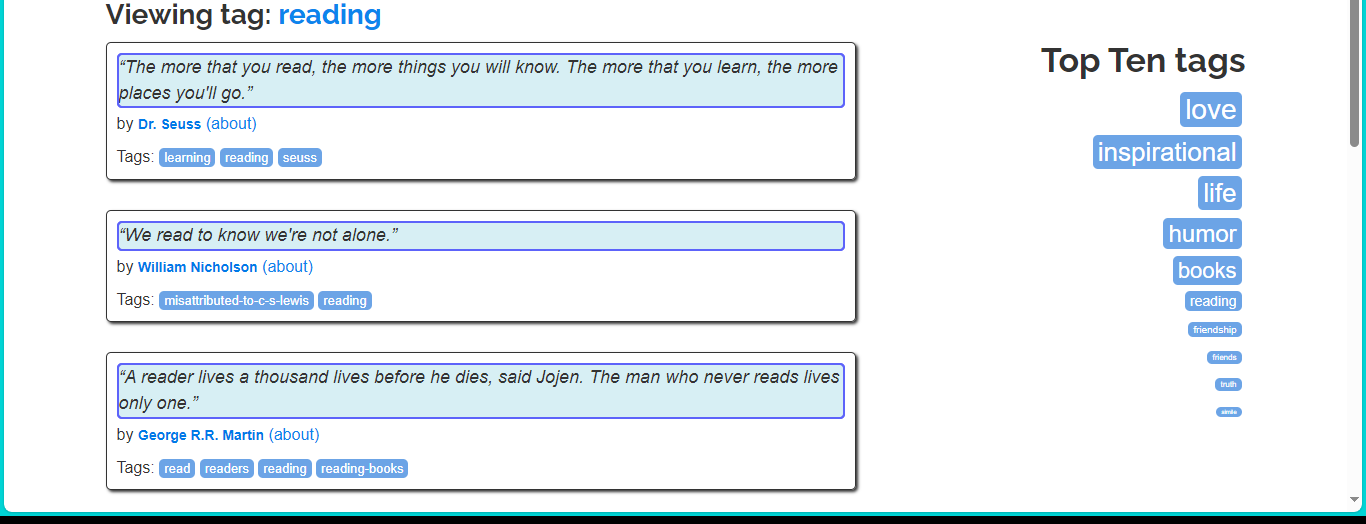 Viewing tag: reading
“The more that you read, the more things you will know. The more that you learn, the more
places you'll go.”
by Dr. Seuss (about)
Tags: learning reading seuss
“We read to know we're not alone.”
by William Nicholson (about)
Tags: misattributed-to-c-s-lewis reading
“A reader lives a thousand lives before he dies, said Jojen. The man who never reads lives
only one.”
by George R.R. Martin (about)
Tags: read readers reading reading-books
Top Ten tags
love
inspirational
life
humor
books
reading
friendship
friends
truth
simile